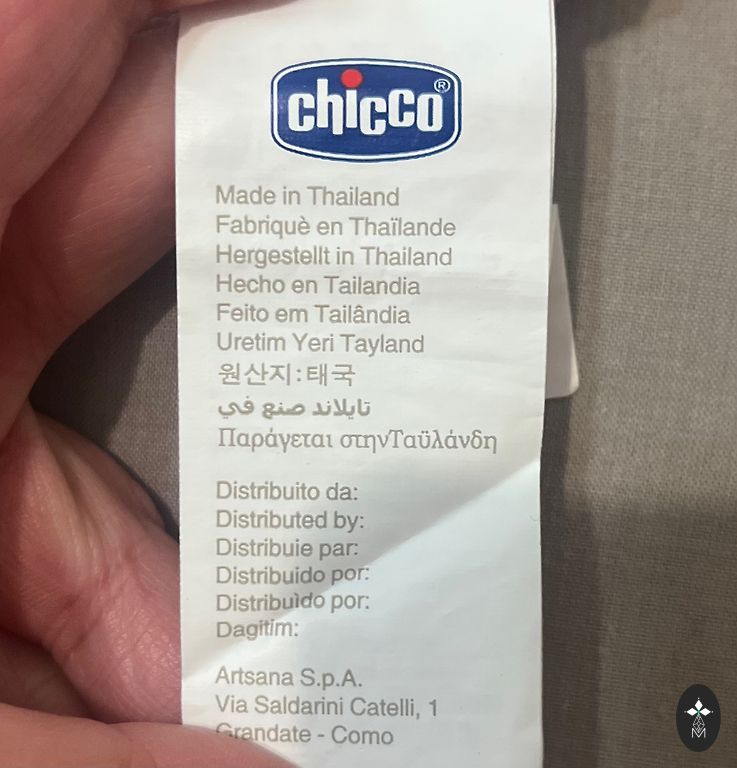 chicco®
Made in Thailand
Fabriquè en Thaïlande
Hergestellt in Thailand
Hecho en Tailandia
Feito em Tailândia
Uretim Yeri Tayland
원산지:태국
تايلاند صنع في
Παράγεται στηνΤαϋλάνδη
Distribuito da:
Distributed by:
Distribuie par:
Distribuido por:
Distribuìdo por:
Dagitim:
Artsana S.p.A.
Via Saldarini Catelli, 1
Grandate - Como
M